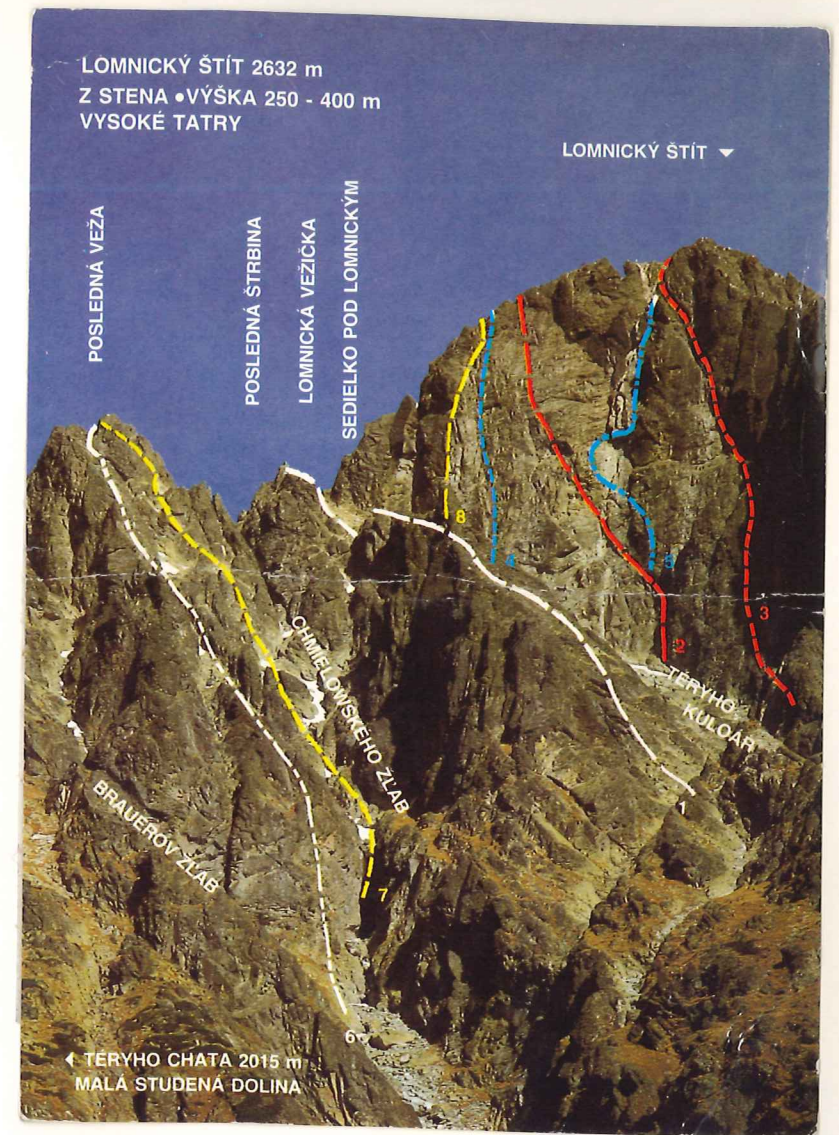 LOMNICKÝ ŠTÍT 2632 m
Z STENA • VÝŠKA 250 - 400 m
VYSOKÉ TATRY
LOMNICKÝ ŠTÍT
POSLEDNÁ VEŽA
POSLEDNÁ ŠTRBINA
LOMNICKÁ VEŽIČKA
SEDIELKO POD LOMNICKÝM
8
4
5
3
2
TÉRYHO
KULOÁR
CHMIELOWSKÉHO ŽĽAB
1
BRAUEROV ŽĽAB
7
6
TÉRYHO CHATA 2015 m
MALÁ STUDENÁ DOLINA